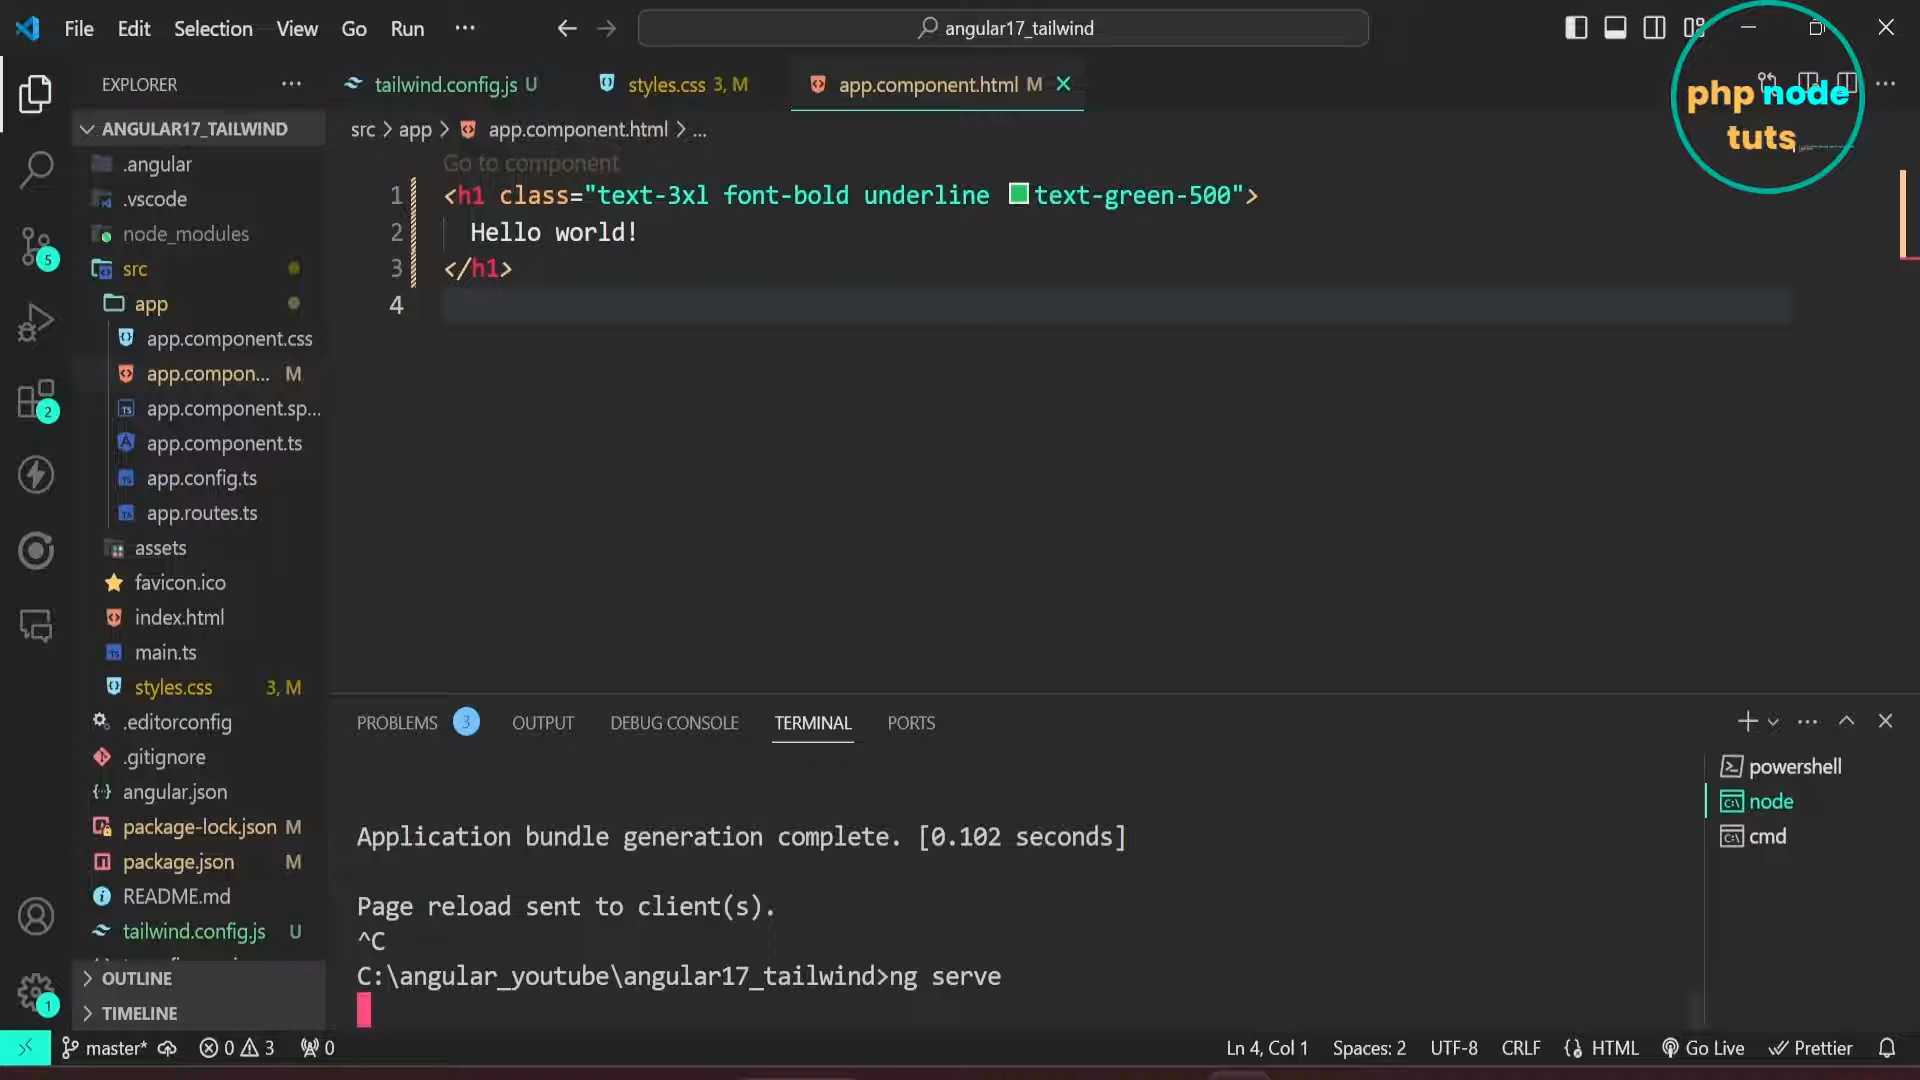 File Edit Selection View Go Run ... angular17_tailwind
EXPLORER
ANGULAR17_TAILWIND
.angular
.vscode
node_modules
src
app
app.component.css
app.compon... M
app.component.sp...
app.component.ts
app.config.ts
app.routes.ts
assets
favicon.ico
index.html
main.ts
styles.css 3, M
.editorconfig
.gitignore
angular.json
package-lock.json M
package.json M
README.md
tailwind.config.js U
OUTLINE
TIMELINE
5
2
1
tailwind.config.js U styles.css 3, M app.component.html M
src > app > app.component.html > ...
Go to component
1 <h1 class="text-3xl font-bold underline text-green-500">
2 Hello world!
3 </h1>
4
php node
tuts
PROBLEMS 3 OUTPUT DEBUG CONSOLE TERMINAL PORTS
Application bundle generation complete. [0.102 seconds]
Page reload sent to client(s).
^C
C:\angular_youtube\angular17_tailwind>ng serve
powershell
node
cmd
master* 0 3 0 Ln 4, Col 1 Spaces: 2 UTF-8 CRLF HTML Go Live Prettier